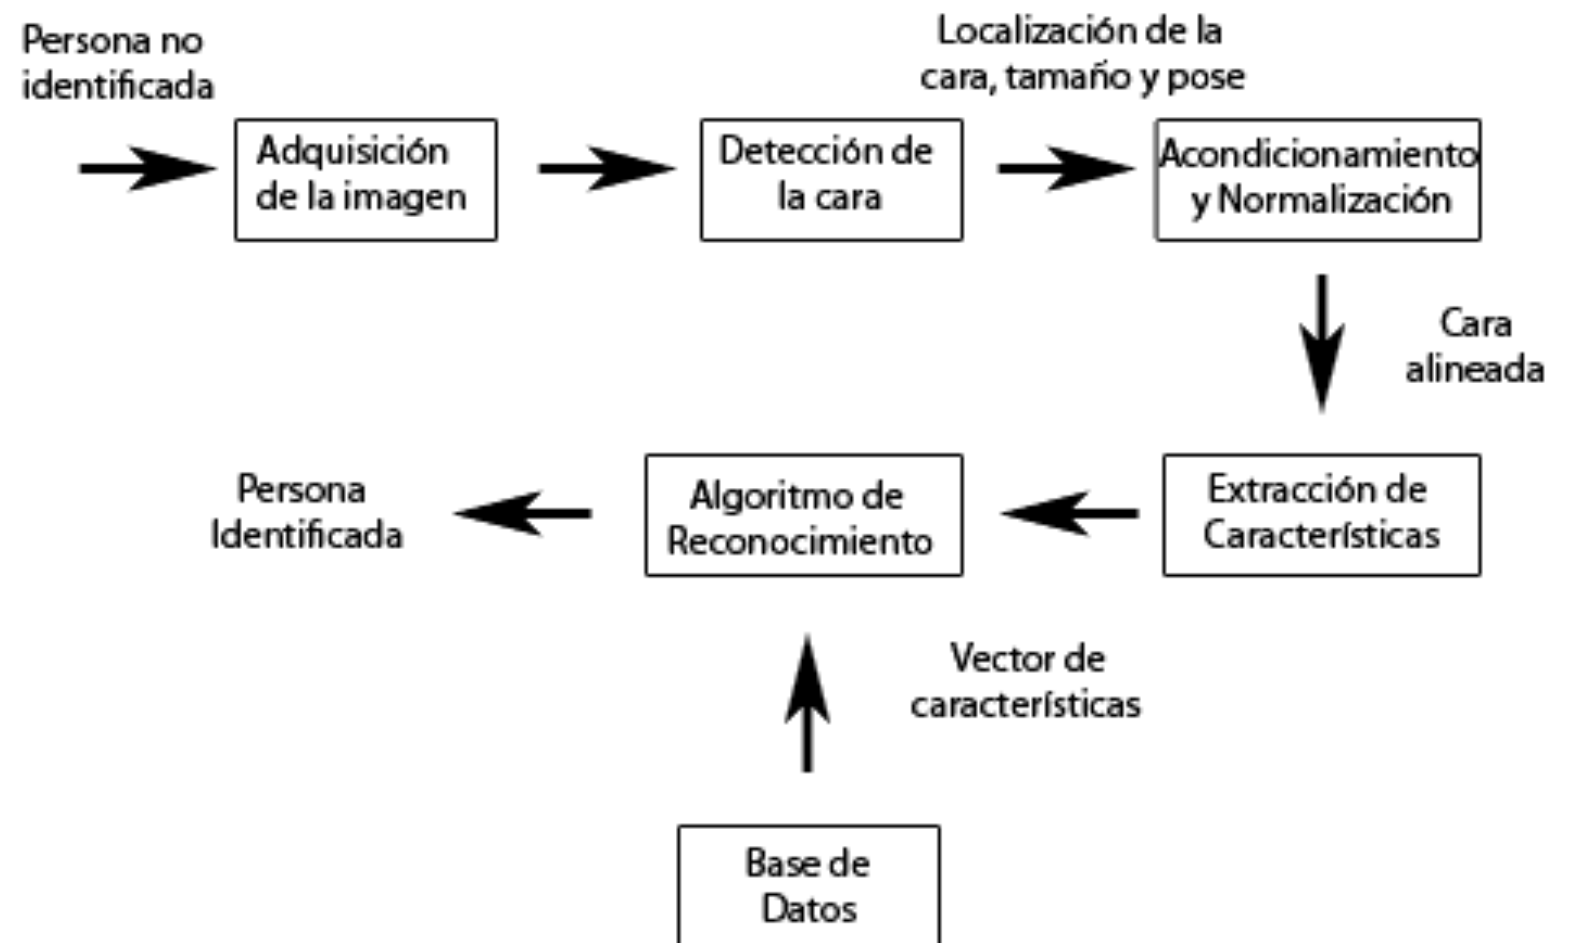 Persona no
identificada
Adquisición
de la imagen
Detección de
la cara
Localización de la
cara, tamaño y pose
Acondicionamiento
y Normalización
Cara
alineada
Extracción de
Características
Algoritmo de
Reconocimiento
Persona
Identificada
Vector de
características
Base de
Datos